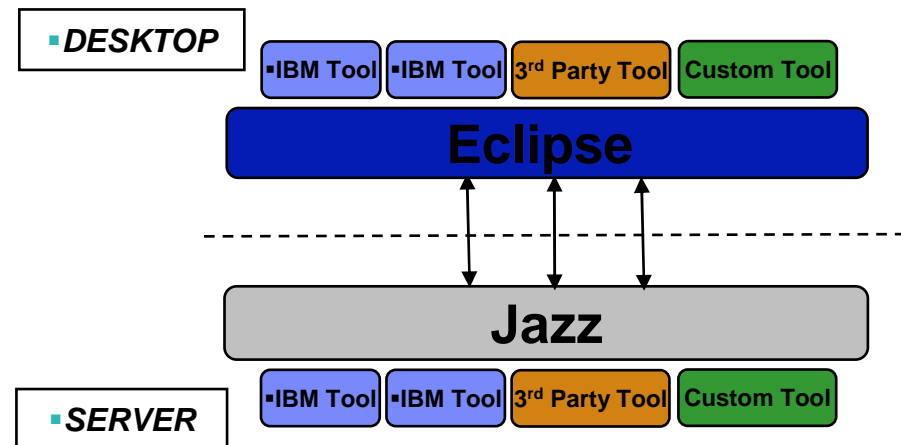 ▪DESKTOP
▪IBM Tool ▪IBM Tool 3rd Party Tool Custom Tool
Eclipse
Jazz
▪IBM Tool ▪IBM Tool 3rd Party Tool Custom Tool
▪SERVER